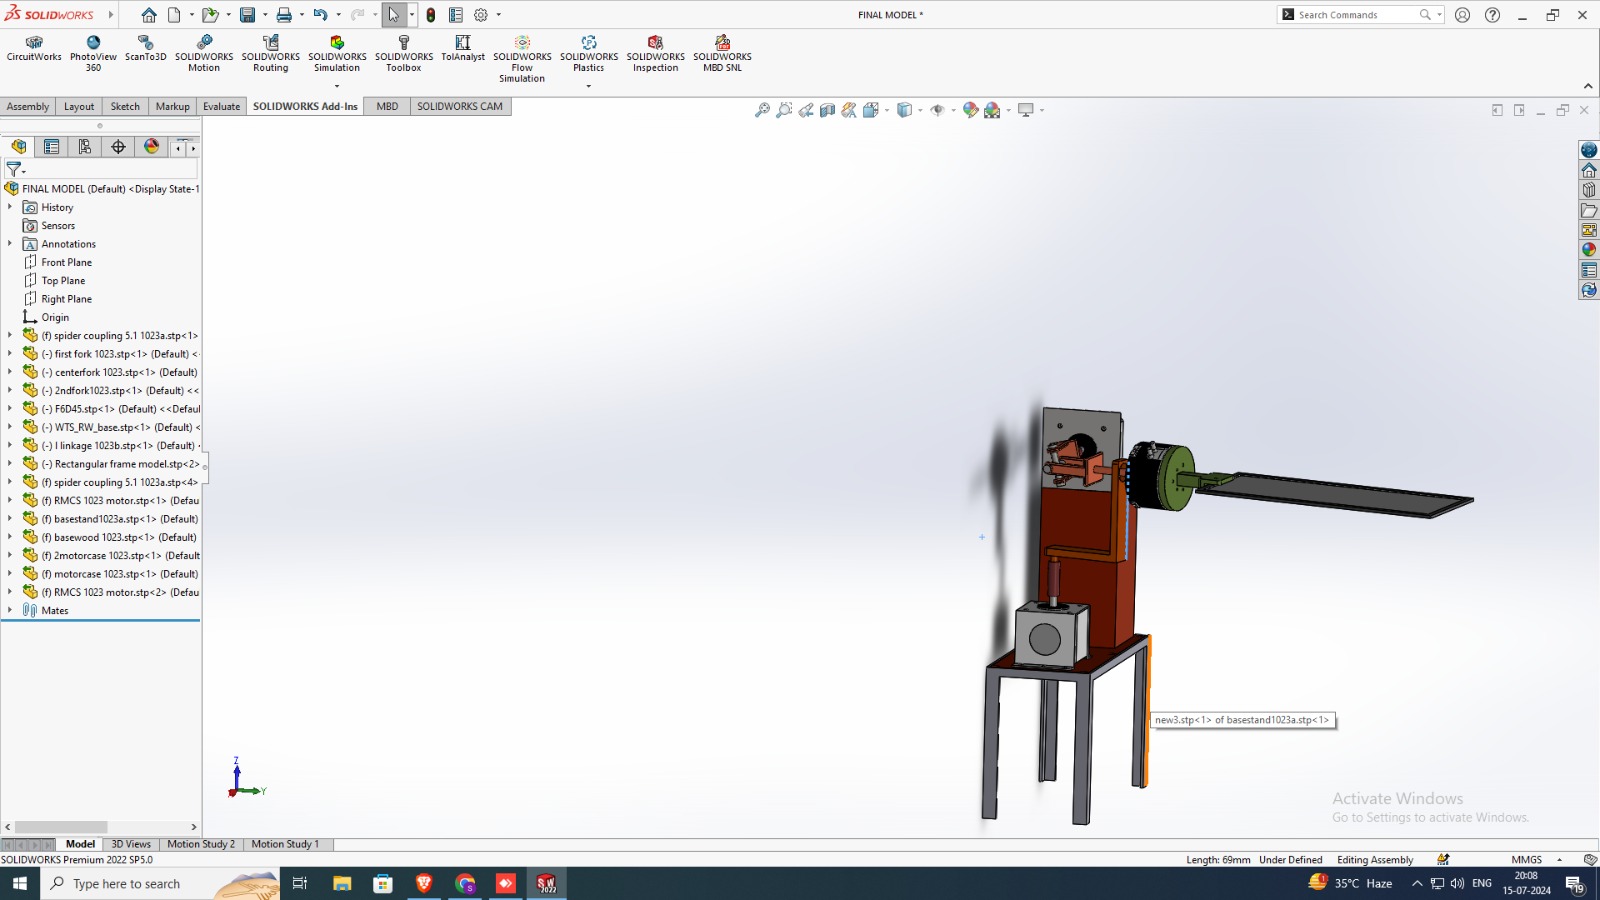 SOLIDWORKS
FINAL MODEL *
Search Commands
CircuitWorks
PhotoView 360
ScanTo3D
SOLIDWORKS Motion
SOLIDWORKS Routing
SOLIDWORKS Simulation
SOLIDWORKS Toolbox
TolAnalyst
SOLIDWORKS Flow Simulation
SOLIDWORKS Plastics
SOLIDWORKS Inspection
SOLIDWORKS MBD SNL
Assembly
Layout
Sketch
Markup
Evaluate
SOLIDWORKS Add-Ins
MBD
SOLIDWORKS CAM
FINAL MODEL (Default) <Display State-1
History
Sensors
Annotations
Front Plane
Top Plane
Right Plane
Origin
(f) spider coupling 5.1 1023a.stp<1>
(-) first fork 1023.stp<1> (Default) <
(-) centerfork 1023.stp<1> (Default)
(-) 2ndfork1023.stp<1> (Default) <<
(-) F6D45.stp<1> (Default) <<Defaul
(-) WTS_RW_base.stp<1> (Default) <
(-) I linkage 1023b.stp<1> (Default)
(-) Rectangular frame model.stp<2>
(f) spider coupling 5.1 1023a.stp<4>
(f) RMCS 1023 motor.stp<1> (Defau
(f) basestand1023a.stp<1> (Default)
(f) basewood 1023.stp<1> (Default)
(f) 2motorcase 1023.stp<1> (Default
(f) motorcase 1023.stp<1> (Default)
(f) RMCS 1023 motor.stp<2> (Defau
Mates
new3.stp<1> of basestand1023a.stp<1>
Z
Y
Activate Windows
Go to Settings to activate Windows.
Model
3D Views
Motion Study 2
Motion Study 1
SOLIDWORKS Premium 2022 SP5.0
Length: 69mm
Under Defined
Editing Assembly
MMGS
Type here to search
35°C Haze
ENG
20:08
15-07-2024
19